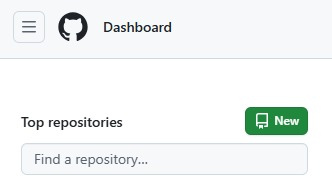 Dashboard
Top repositories
New
Find a repository...